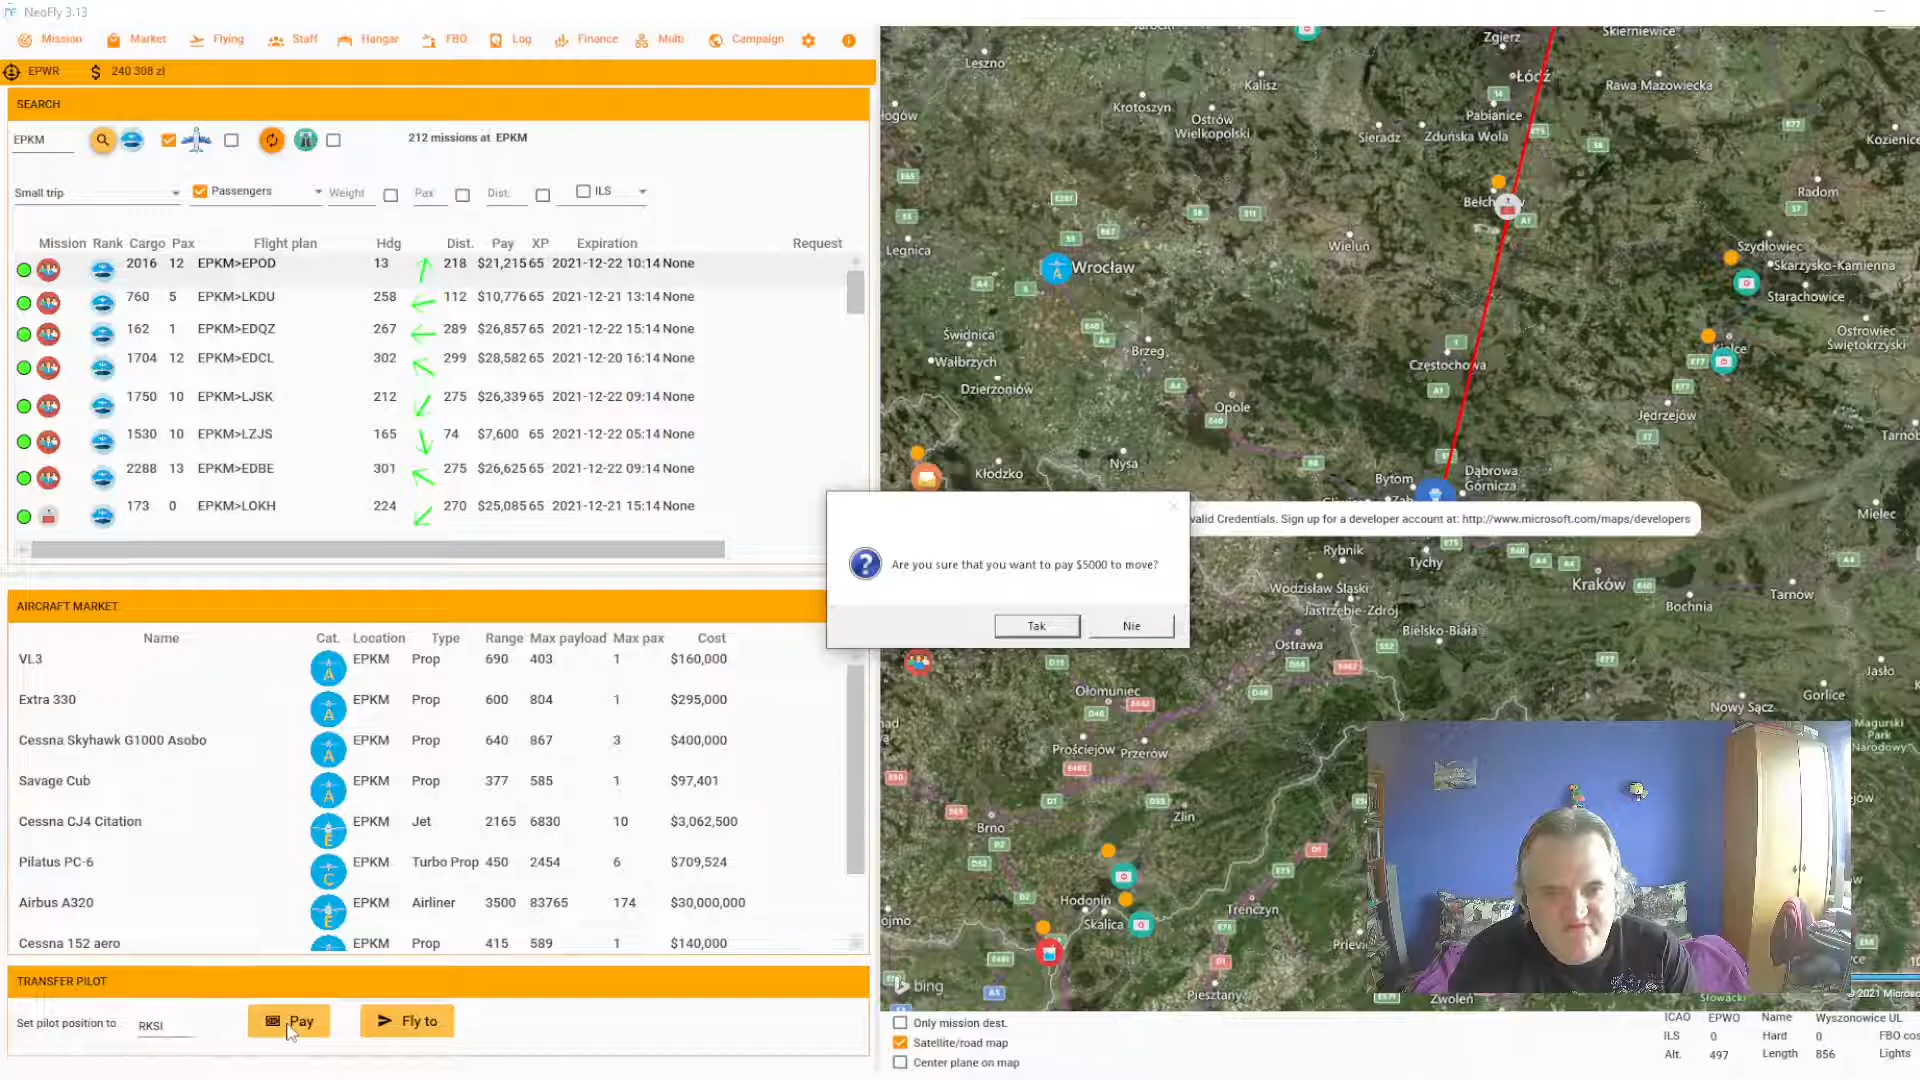 NeoFly 3.13
Mission Market Flying Staff Hangar FBO Log Finance Multi Campaign
EPWR $ 240 308 zł
SEARCH
EPKM
212 missions at EPKM
Small trip Passengers Weight Pax Dist. ILS
Mission Rank Cargo Pax Flight plan Hdg Dist. Pay XP Expiration Request
2016 12 EPKM>EPOD 13 218 $21,215 65 2021-12-22 10:14 None
760 5 EPKM>LKDU 258 112 $10,776 65 2021-12-21 13:14 None
162 1 EPKM>EDQZ 267 289 $26,857 65 2021-12-22 15:14 None
1704 12 EPKM>EDCL 302 299 $28,582 65 2021-12-20 16:14 None
1750 10 EPKM>LJSK 212 275 $26,339 65 2021-12-22 09:14 None
1530 10 EPKM>LZJS 165 74 $7,600 65 2021-12-22 05:14 None
2288 13 EPKM>EDBE 301 275 $26,625 65 2021-12-22 09:14 None
173 0 EPKM>LOKH 224 270 $25,085 65 2021-12-21 15:14 None
AIRCRAFT MARKET
Name Cat. Location Type Range Max payload Max pax Cost
VL3 A EPKM Prop 690 403 1 $160,000
Extra 330 A EPKM Prop 600 804 1 $295,000
Cessna Skyhawk G1000 Asobo A EPKM Prop 640 867 3 $400,000
Savage Cub A EPKM Prop 377 585 1 $97,401
Cessna CJ4 Citation E EPKM Jet 2165 6830 10 $3,062,500
Pilatus PC-6 C EPKM Turbo Prop 450 2454 6 $709,524
Airbus A320 E EPKM Airliner 3500 83765 174 $30,000,000
Cessna 152 aero EPKM Prop 415 589 1 $140,000
TRANSFER PILOT
Set pilot position to RKSI Pay Fly to
Are you sure that you want to pay $5000 to move?
Tak Nie
valid Credentials. Sign up for a developer account at: http://www.microsoft.com/maps/developers
Zgierz
Skierniewice
Leszno
Łódź
Kalisz
Rawa Mazowiecka
Krotoszyn
Pabianice
Ostrów
Wielkopolski
Sieradz
Zduńska Wola
Kozienice
Radom
Legnica
Wieluń
Szydłowiec
Skarżysko-Kamienna
Wrocław
Starachowice
Świdnica
Ostrowiec
Świętokrzyski
Wałbrzych
Brzeg
Częstochowa
Dzierżoniów
Opole
Jędrzejów
Kłodzko
Nysa
Bytom
Dąbrowa
Górnicza
Mielec
Rybnik
Tychy
Wodzisław Śląski
Kraków
Jastrzębie-Zdrój
Bochnia
Tarnów
Bielsko-Biała
Ostrava
Jasło
Gorlice
Ołomuniec
Nowy Sącz
Magurski
Park
Narodowy
Prościejów
Przerów
Brno
Zlin
Hodonin
Trenczyn
Skalica
Pieszczany
Zwoleń
Słowacki
bing
© 2021 Microso
Only mission dest.
Satellite/road map
Center plane on map
ICAO EPWO Name Wyszonowice UL
ILS 0 Hard 0 FBO cos
Alt. 497 Length 856 Lights